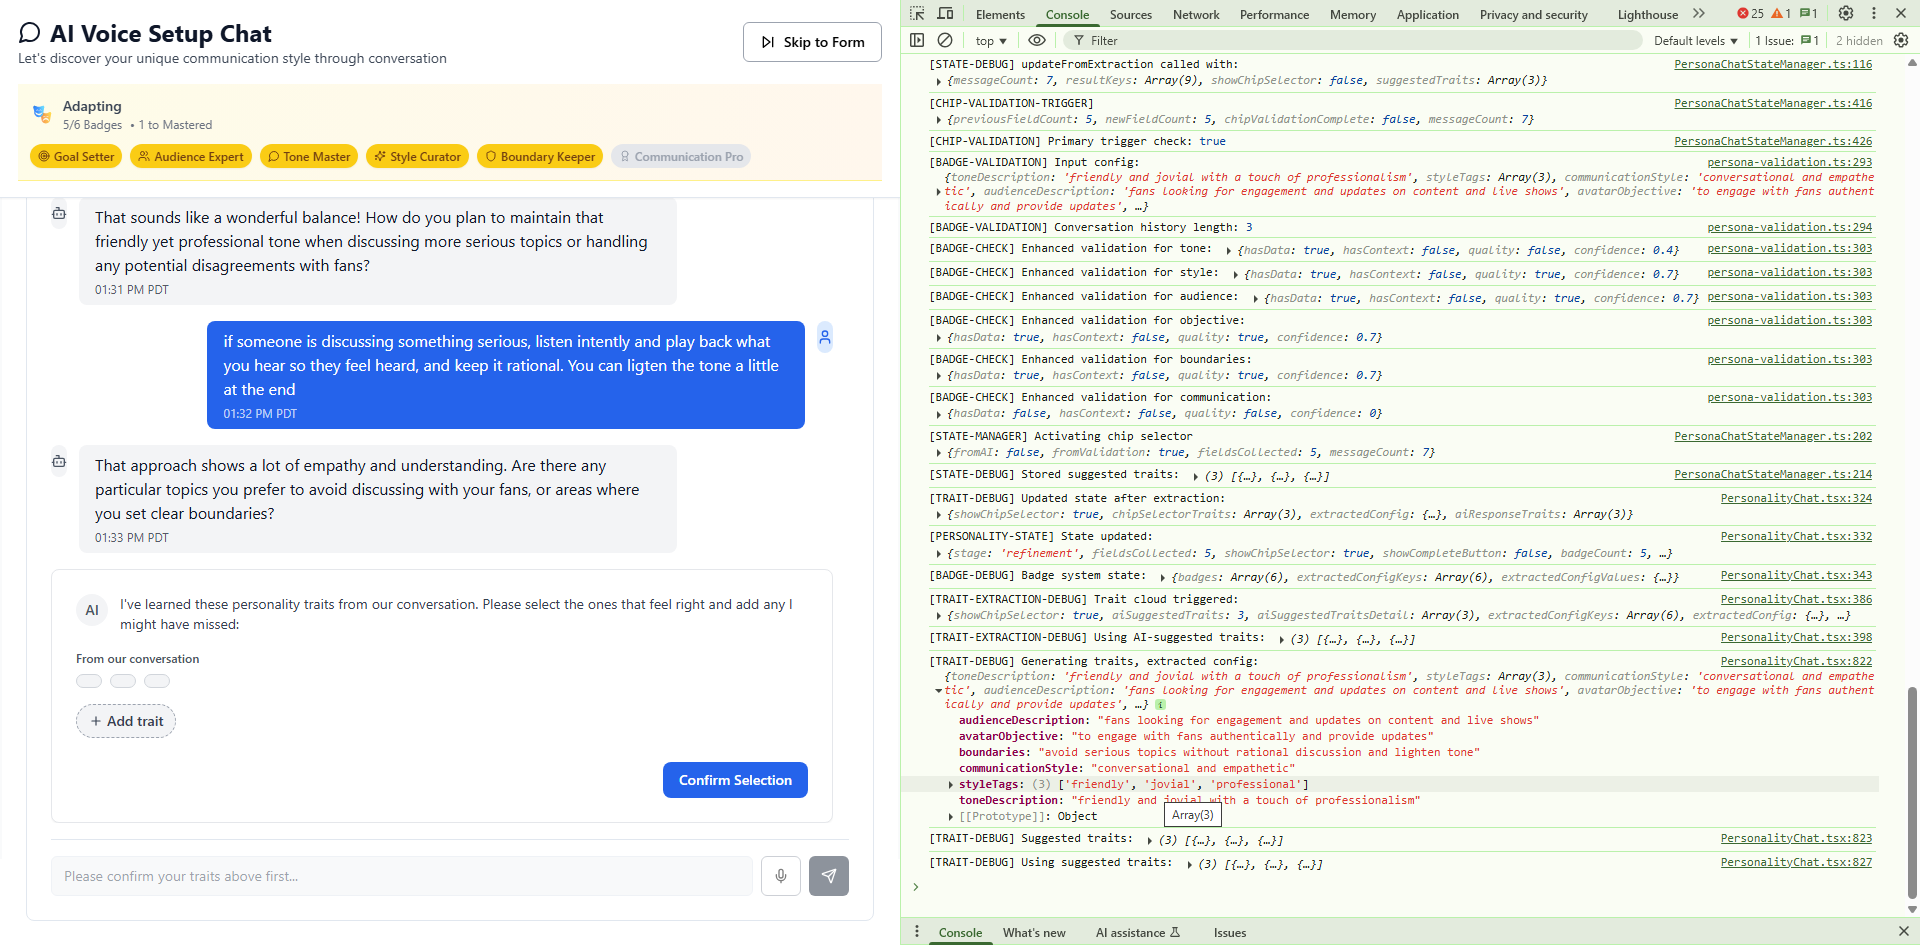 AI Voice Setup Chat
Let's discover your unique communication style through conversation
Skip to Form
Adapting
5/6 Badges • 1 to Mastered
Goal Setter
Audience Expert
Tone Master
Style Curator
Boundary Keeper
Communication Pro
That sounds like a wonderful balance! How do you plan to maintain that
friendly yet professional tone when discussing more serious topics or handling
any potential disagreements with fans?
01:31 PM PDT
if someone is discussing something serious, listen intently and play back what
you hear so they feel heard, and keep it rational. You can ligten the tone a little
at the end
01:32 PM PDT
That approach shows a lot of empathy and understanding. Are there any
particular topics you prefer to avoid discussing with your fans, or areas where
you set clear boundaries?
01:33 PM PDT
AI
I've learned these personality traits from our conversation. Please select the ones that feel right and add any I
might have missed:
From our conversation
+ Add trait
Confirm Selection
Please confirm your traits above first...
Elements Console Sources Network Performance Memory Application Privacy and security Lighthouse 25 1 1
top Filter Default levels 1 Issue: 1 2 hidden
[STATE-DEBUG] updateFromExtraction called with: PersonaChatStateManager.ts:116
{messageCount: 7, resultKeys: Array(9), showChipSelector: false, suggestedTraits: Array(3)}
[CHIP-VALIDATION-TRIGGER] PersonaChatStateManager.ts:416
{previousFieldCount: 5, newFieldCount: 5, chipValidationComplete: false, messageCount: 7}
[CHIP-VALIDATION] Primary trigger check: true PersonaChatStateManager.ts:426
[BADGE-VALIDATION] Input config: persona-validation.ts:293
{toneDescription: 'friendly and jovial with a touch of professionalism', styleTags: Array(3), communicationStyle: 'conversational and empathe
tic', audienceDescription: 'fans looking for engagement and updates on content and live shows', avatarObjective: 'to engage with fans authent
ically and provide updates', …}
[BADGE-VALIDATION] Conversation history length: 3 persona-validation.ts:294
[BADGE-CHECK] Enhanced validation for tone: {hasData: true, hasContext: false, quality: false, confidence: 0.4} persona-validation.ts:303
[BADGE-CHECK] Enhanced validation for style: {hasData: true, hasContext: false, quality: true, confidence: 0.7} persona-validation.ts:303
[BADGE-CHECK] Enhanced validation for audience: {hasData: true, hasContext: false, quality: true, confidence: 0.7} persona-validation.ts:303
[BADGE-CHECK] Enhanced validation for objective: persona-validation.ts:303
{hasData: true, hasContext: false, quality: true, confidence: 0.7}
[BADGE-CHECK] Enhanced validation for boundaries: persona-validation.ts:303
{hasData: true, hasContext: false, quality: true, confidence: 0.7}
[BADGE-CHECK] Enhanced validation for communication: persona-validation.ts:303
{hasData: false, hasContext: false, quality: false, confidence: 0}
[STATE-MANAGER] Activating chip selector PersonaChatStateManager.ts:202
{fromAI: false, fromValidation: true, fieldsCollected: 5, messageCount: 7}
[STATE-DEBUG] Stored suggested traits: (3) [{…}, {…}, {…}] PersonaChatStateManager.ts:214
[TRAIT-DEBUG] Updated state after extraction: PersonalityChat.tsx:324
{showChipSelector: true, chipSelectorTraits: Array(3), extractedConfig: {…}, aiResponseTraits: Array(3)}
[PERSONALITY-STATE] State updated: PersonalityChat.tsx:332
{stage: 'refinement', fieldsCollected: 5, showChipSelector: true, showCompleteButton: false, badgeCount: 5, …}
[BADGE-DEBUG] Badge system state: {badges: Array(6), extractedConfigKeys: Array(6), extractedConfigValues: {…}} PersonalityChat.tsx:343
[TRAIT-EXTRACTION-DEBUG] Trait cloud triggered: PersonalityChat.tsx:386
{showChipSelector: true, aiSuggestedTraits: 3, aiSuggestedTraitsDetail: Array(3), extractedConfigKeys: Array(6), extractedConfig: {…}, …}
[TRAIT-EXTRACTION-DEBUG] Using AI-suggested traits: (3) [{…}, {…}, {…}] PersonalityChat.tsx:398
[TRAIT-DEBUG] Generating traits, extracted config: PersonalityChat.tsx:822
{toneDescription: 'friendly and jovial with a touch of professionalism', styleTags: Array(3), communicationStyle: 'conversational and empathe
tic', audienceDescription: 'fans looking for engagement and updates on content and live shows', avatarObjective: 'to engage with fans authent
ically and provide updates', …} i
audienceDescription: "fans looking for engagement and updates on content and live shows"
avatarObjective: "to engage with fans authentically and provide updates"
boundaries: "avoid serious topics without rational discussion and lighten tone"
communicationStyle: "conversational and empathetic"
styleTags: (3) ['friendly', 'jovial', 'professional']
toneDescription: "friendly and jovial with a touch of professionalism"
[[Prototype]]: Object
Array(3)
[TRAIT-DEBUG] Suggested traits: (3) [{…}, {…}, {…}] PersonalityChat.tsx:823
[TRAIT-DEBUG] Using suggested traits: (3) [{…}, {…}, {…}] PersonalityChat.tsx:827
Console What's new AI assistance Issues